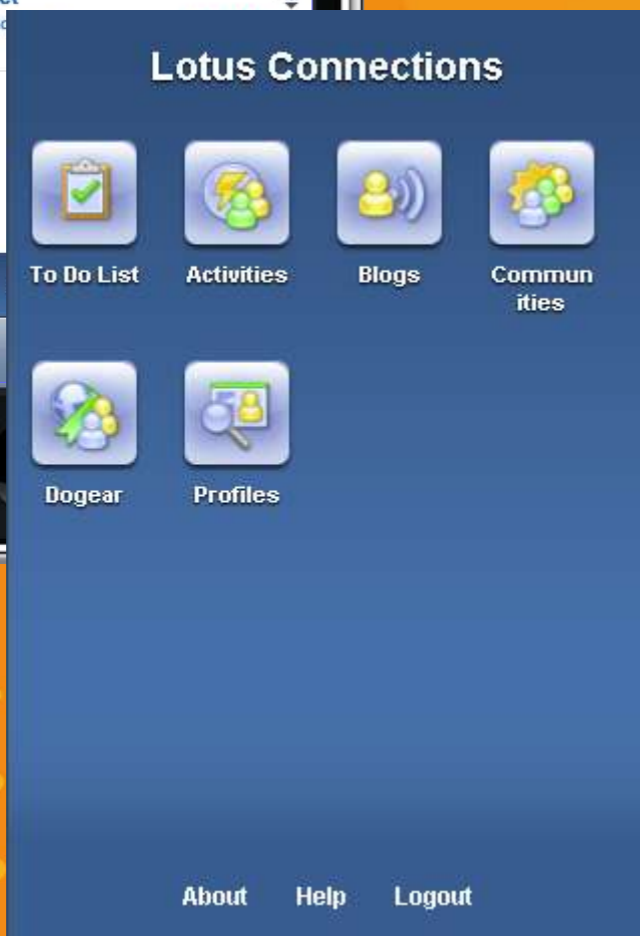 Lotus Connections
To Do List Activities Blogs Commun
ities
Dogear Profiles
About Help Logout